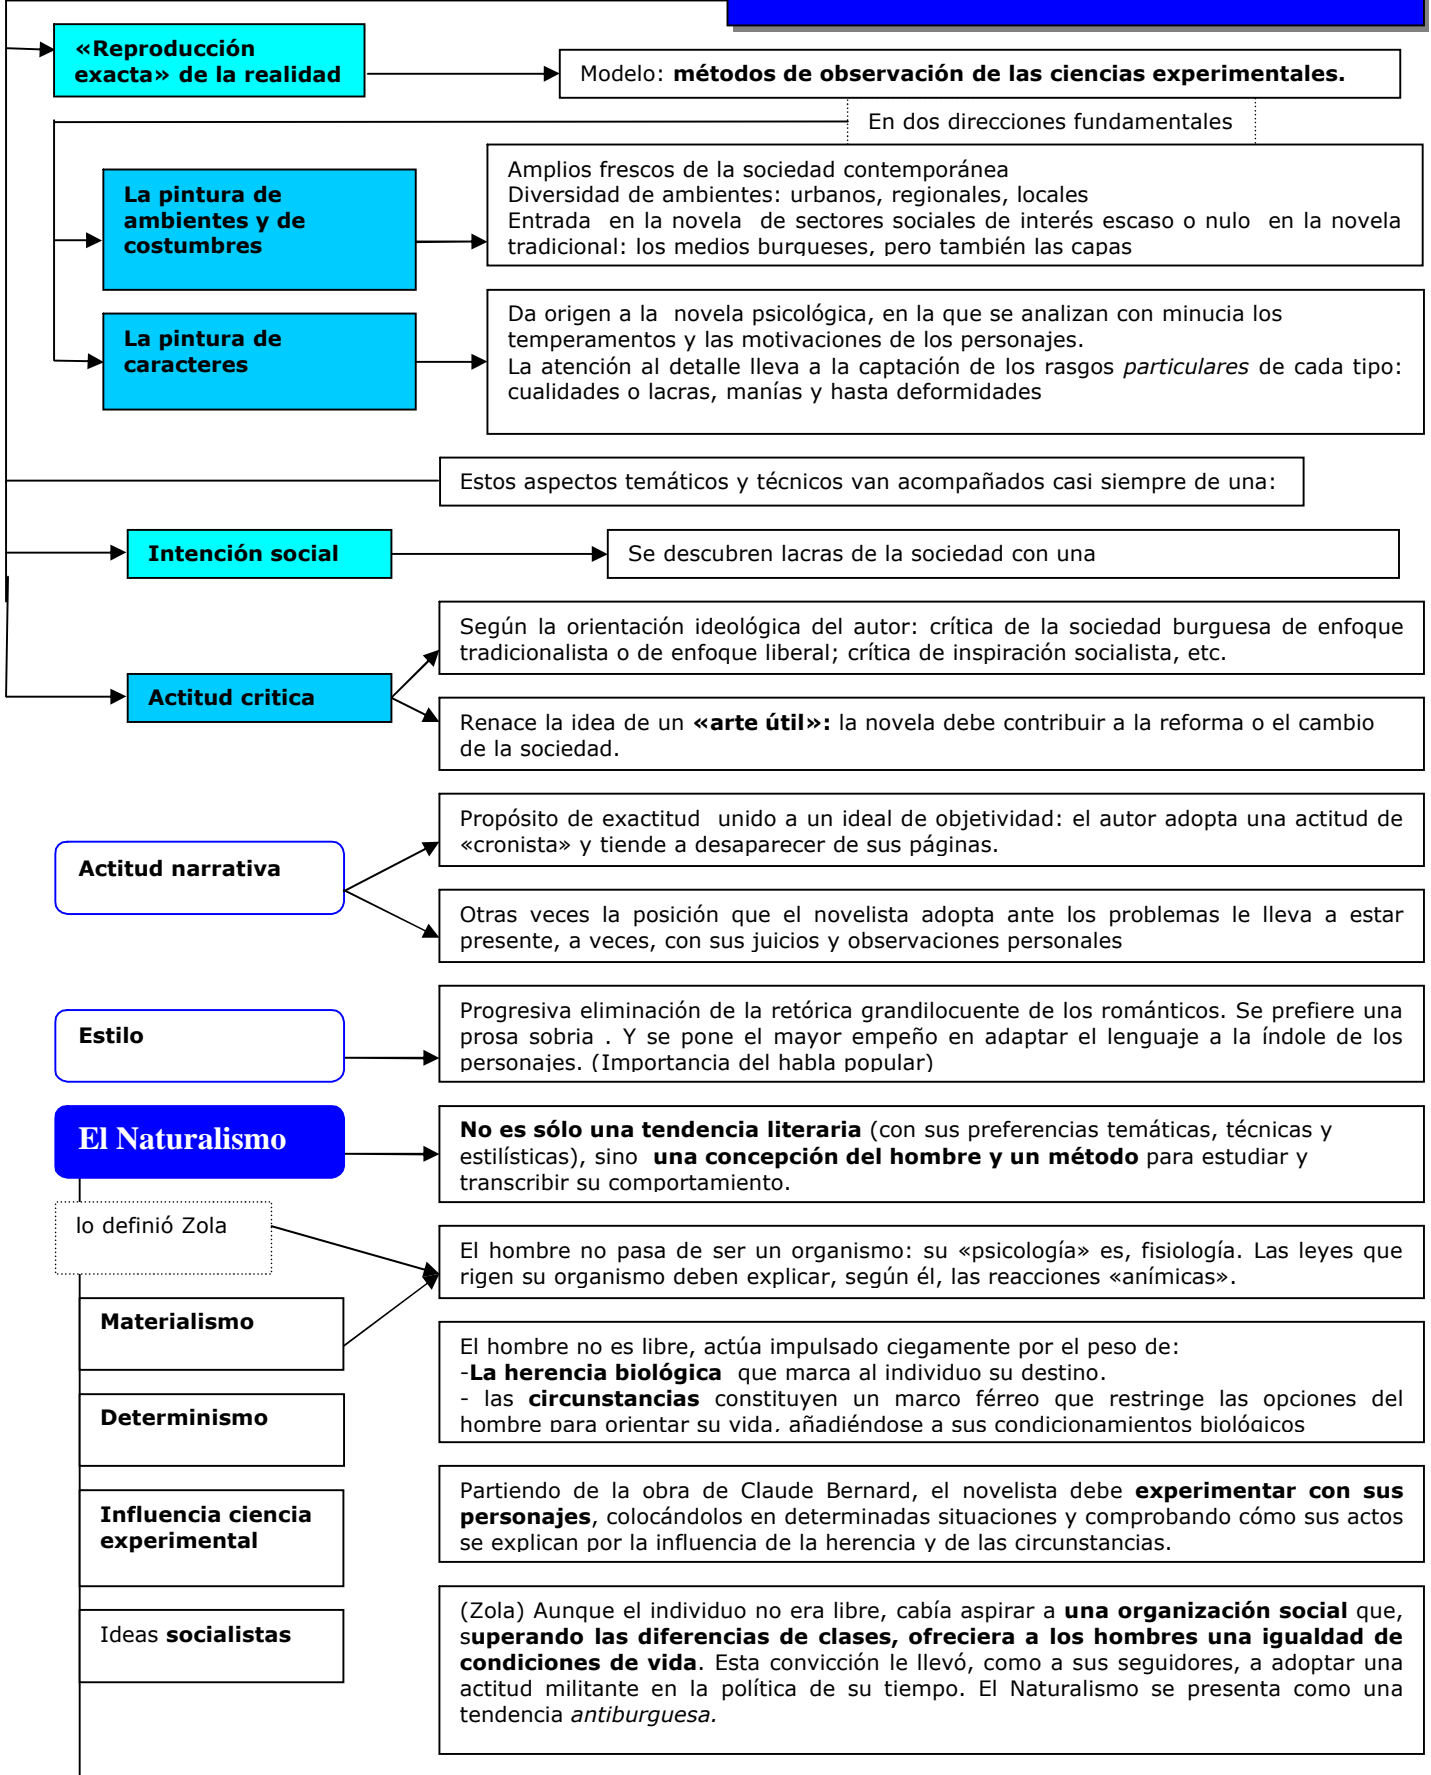 «Reproducción
exacta» de la realidad
Modelo: métodos de observación de las ciencias experimentales.
En dos direcciones fundamentales
La pintura de
ambientes y de
costumbres
Amplios frescos de la sociedad contemporánea
Diversidad de ambientes: urbanos, regionales, locales
Entrada en la novela de sectores sociales de interés escaso o nulo en la novela
tradicional: los medios burgueses, pero también las capas
La pintura de
caracteres
Da origen a la novela psicológica, en la que se analizan con minucia los
temperamentos y las motivaciones de los personajes.
La atención al detalle lleva a la captación de los rasgos particulares de cada tipo:
cualidades o lacras, manías y hasta deformidades
Estos aspectos temáticos y técnicos van acompañados casi siempre de una:
Intención social
Se descubren lacras de la sociedad con una
Actitud critica
Según la orientación ideológica del autor: crítica de la sociedad burguesa de enfoque
tradicionalista o de enfoque liberal; crítica de inspiración socialista, etc.
Renace la idea de un «arte útil»: la novela debe contribuir a la reforma o el cambio
de la sociedad.
Actitud narrativa
Propósito de exactitud unido a un ideal de objetividad: el autor adopta una actitud de
«cronista» y tiende a desaparecer de sus páginas.
Otras veces la posición que el novelista adopta ante los problemas le lleva a estar
presente, a veces, con sus juicios y observaciones personales
Estilo
Progresiva eliminación de la retórica grandilocuente de los románticos. Se prefiere una
prosa sobria . Y se pone el mayor empeño en adaptar el lenguaje a la índole de los
personajes. (Importancia del habla popular)
El Naturalismo
No es sólo una tendencia literaria (con sus preferencias temáticas, técnicas y
estilísticas), sino una concepción del hombre y un método para estudiar y
transcribir su comportamiento.
lo definió Zola
El hombre no pasa de ser un organismo: su «psicología» es, fisiología. Las leyes que
rigen su organismo deben explicar, según él, las reacciones «anímicas».
Materialismo
El hombre no es libre, actúa impulsado ciegamente por el peso de:
-La herencia biológica que marca al individuo su destino.
- las circunstancias constituyen un marco férreo que restringe las opciones del
hombre para orientar su vida, añadiéndose a sus condicionamientos biológicos
Determinismo
Influencia ciencia
experimental
Partiendo de la obra de Claude Bernard, el novelista debe experimentar con sus
personajes, colocándolos en determinadas situaciones y comprobando cómo sus actos
se explican por la influencia de la herencia y de las circunstancias.
Ideas socialistas
(Zola) Aunque el individuo no era libre, cabía aspirar a una organización social que,
superando las diferencias de clases, ofreciera a los hombres una igualdad de
condiciones de vida. Esta convicción le llevó, como a sus seguidores, a adoptar una
actitud militante en la política de su tiempo. El Naturalismo se presenta como una
tendencia antiburguesa.